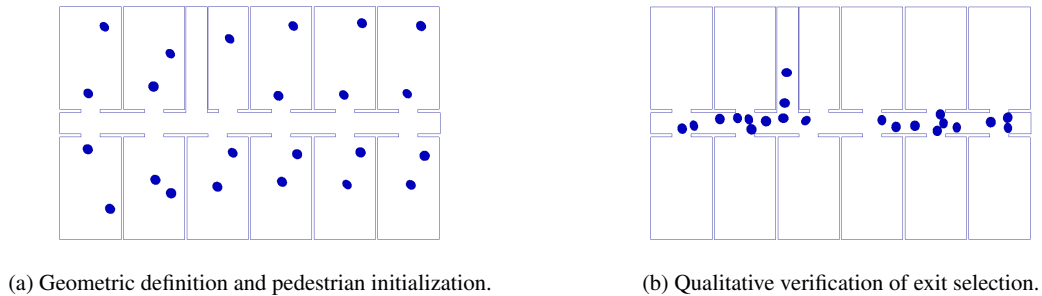 (a) Geometric definition and pedestrian initialization.
(b) Qualitative verification of exit selection.